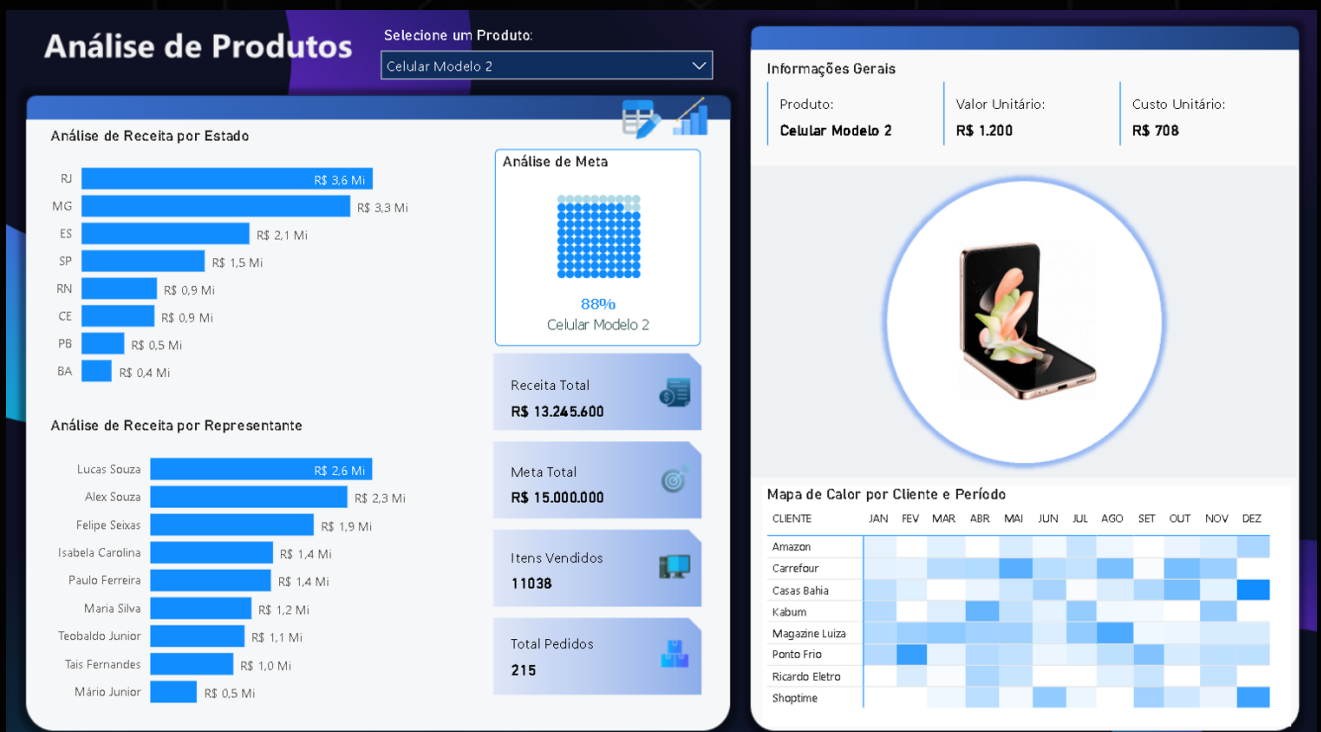 Análise de Produtos
Selecione um Produto:
Celular Modelo 2
Análise de Receita por Estado
RJ R$ 3,6 Mi
MG R$ 3,3 Mi
ES R$ 2,1 Mi
SP R$ 1,5 Mi
RN R$ 0,9 Mi
CE R$ 0,9 Mi
PB R$ 0,5 Mi
BA R$ 0,4 Mi
Análise de Receita por Representante
Lucas Souza R$ 2,6 Mi
Alex Souza R$ 2,3 Mi
Felipe Seixas R$ 1,9 Mi
Isabela Carolina R$ 1,4 Mi
Paulo Ferreira R$ 1,4 Mi
Maria Silva R$ 1,2 Mi
Teobaldo Junior R$ 1,1 Mi
Tais Fernandes R$ 1,0 Mi
Mário Junior R$ 0,5 Mi
Análise de Meta
88%
Celular Modelo 2
Receita Total
R$ 13.245.600
Meta Total
R$ 15.000.000
Itens Vendidos
11038
Total Pedidos
215
Informações Gerais
Produto: Valor Unitário: Custo Unitário:
Celular Modelo 2 R$ 1.200 R$ 708
Mapa de Calor por Cliente e Período
CLIENTE JAN FEV MAR ABR MAI JUN JUL AGO SET OUT NOV DEZ
Amazon
Carrefour
Casas Bahia
Kabum
Magazine Luiza
Ponto Frio
Ricardo Eletro
Shoptime